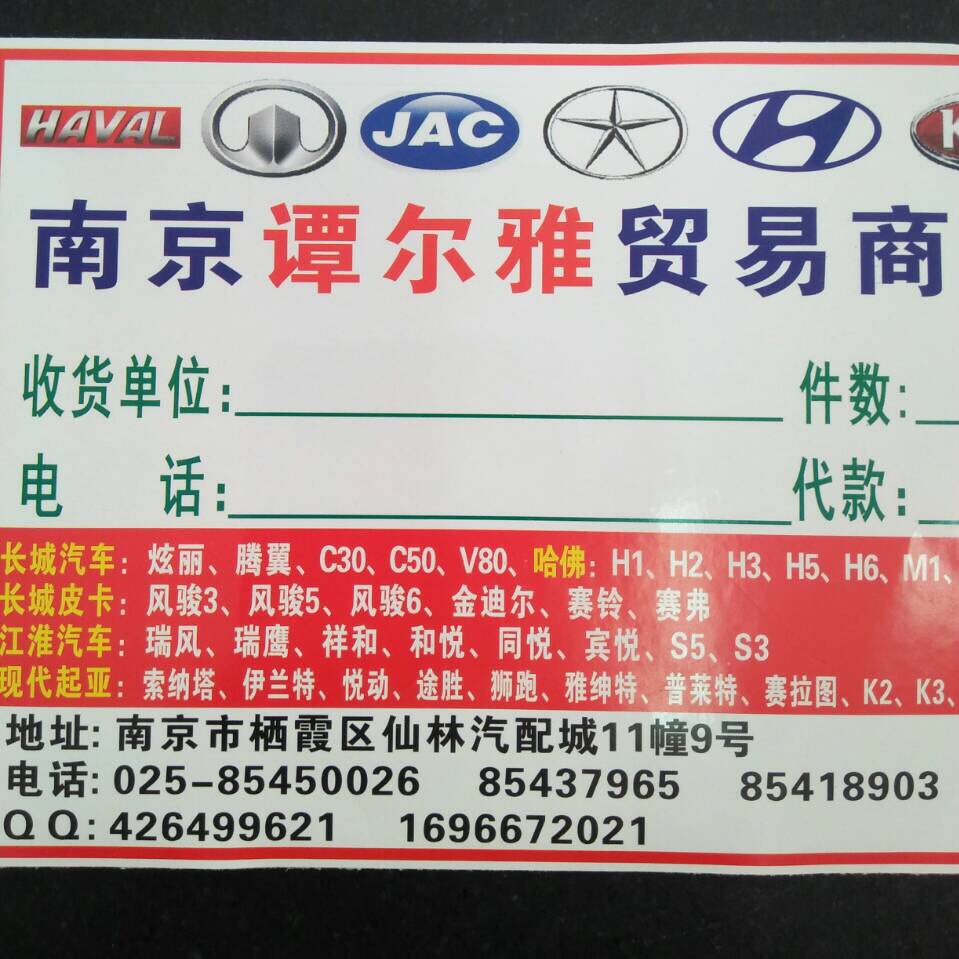 HAVAL JAC K
南京谭尔雅贸易商
收货单位: 件数:
电 话: 代款:
长城汽车: 炫丽、腾翼、C30、C50、V80、哈佛: H1、H2、H3、H5、H6、M1、
长城皮卡: 风骏3、风骏5、风骏6、金迪尔、赛铃、赛弗
江淮汽车: 瑞风、瑞鹰、祥和、和悦、同悦、宾悦、S5、S3
现代起亚: 索纳塔、伊兰特、悦动、途胜、狮跑、雅绅特、普莱特、赛拉图、K2、K3、
地址: 南京市栖霞区仙林汽配城11幢9号
电话: 025-85450026 85437965 85418903
QQ: 426499621 1696672021